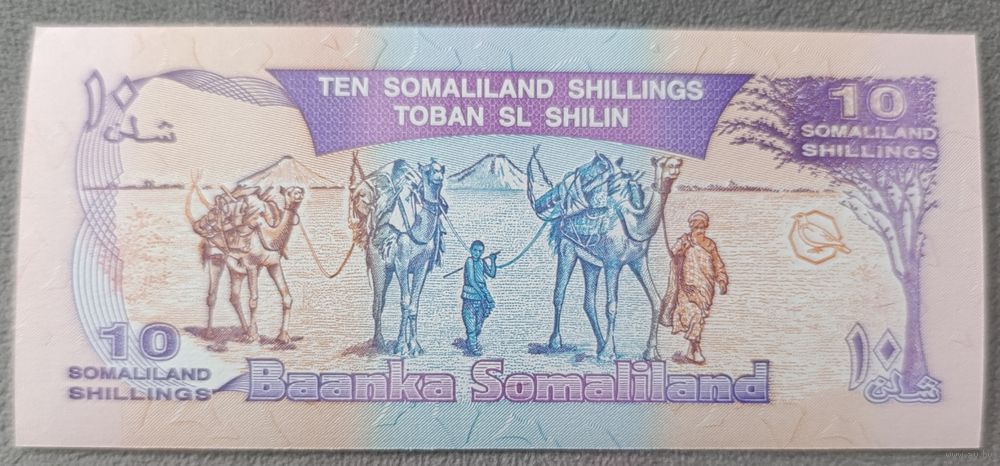 TEN SOMALILAND SHILLINGS
TOBAN SL SHILIN
١٠
شلن
10
SOMALILAND
SHILLINGS
10
SOMALILAND
SHILLINGS
Baanka Somaliland
١٠
شلن